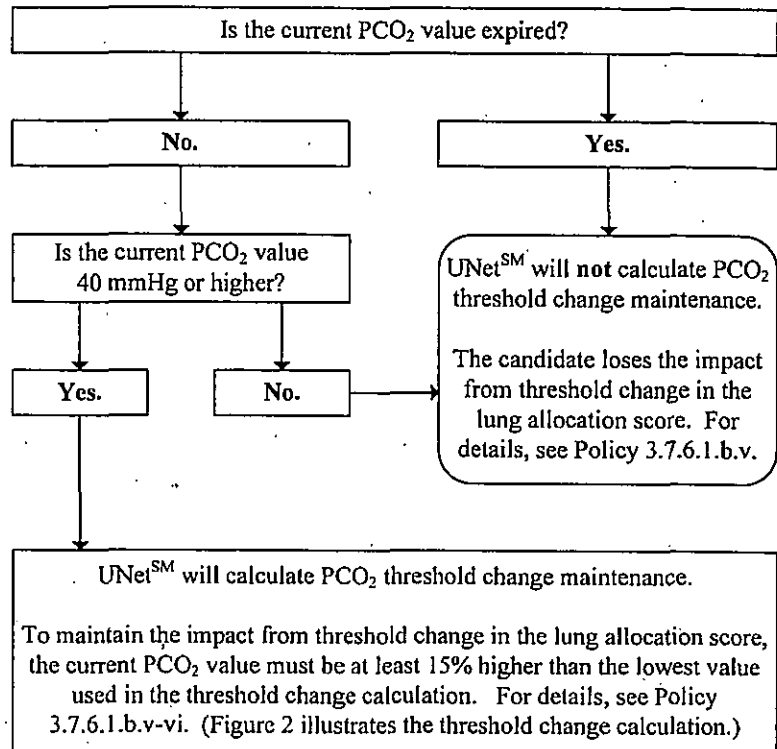 Is the current PCO₂ value expired?
No.
Yes.
Is the current PCO₂ value
40 mmHg or higher?
UNetSM will not calculate PCO₂
threshold change maintenance.
The candidate loses the impact
from threshold change in the
lung allocation score. For
details, see Policy 3.7.6.1.b.v.
Yes.
No.
UNetSM will calculate PCO₂ threshold change maintenance.
To maintain the impact from threshold change in the lung allocation score,
the current PCO₂ value must be at least 15% higher than the lowest value
used in the threshold change calculation. For details, see Policy
3.7.6.1.b.v-vi. (Figure 2 illustrates the threshold change calculation.)